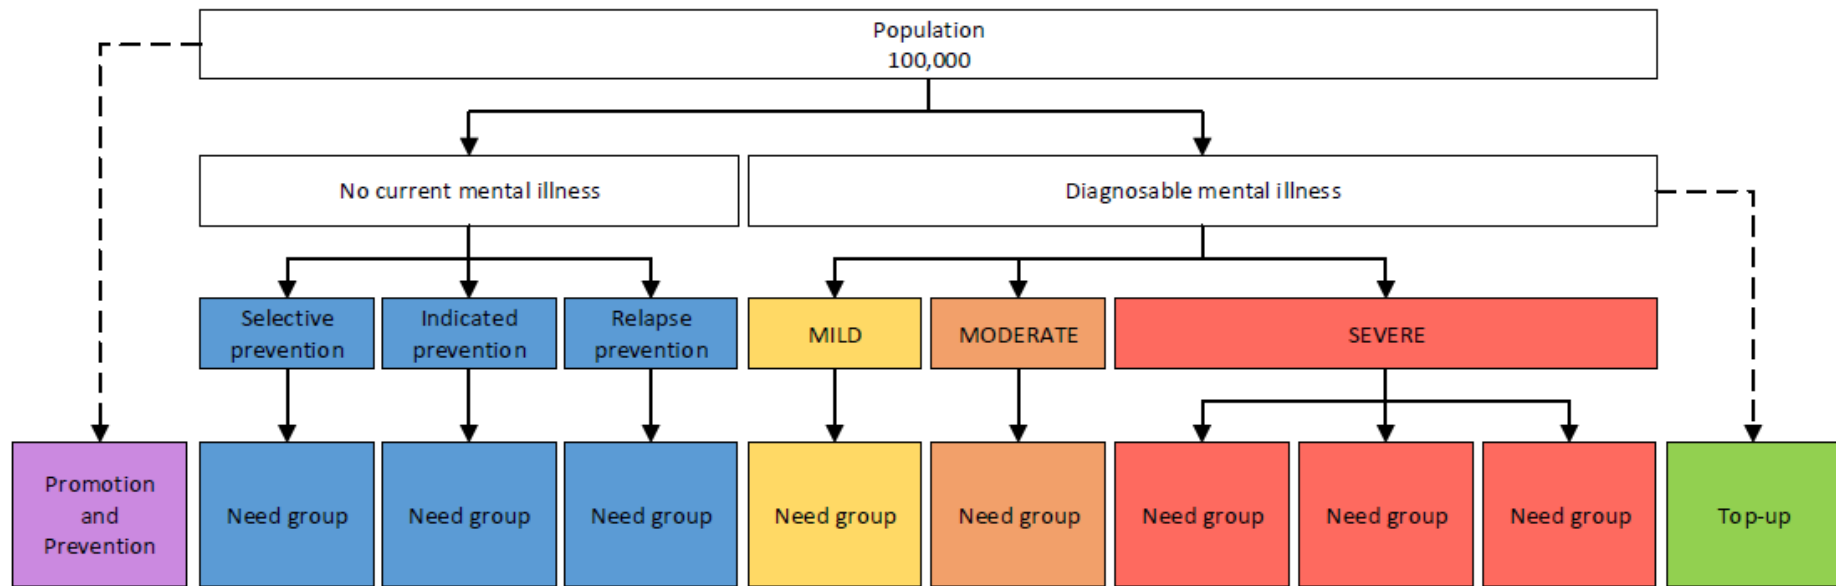 Population
100,000
No current mental illness
Diagnosable mental illness
Selective
prevention
Indicated
prevention
Relapse
prevention
MILD
MODERATE
SEVERE
Promotion
and
Prevention
Need group
Need group
Need group
Need group
Need group
Need group
Need group
Need group
Top-up